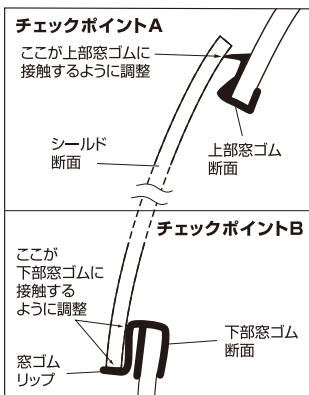 チェックポイントA
ここが上部窓ゴムに
接触するように調整
シールド
断面
上部窓ゴム
断面
チェックポイントB
ここが
下部窓ゴムに
接触する
ように調整
下部窓ゴム
断面
窓ゴム
リップ